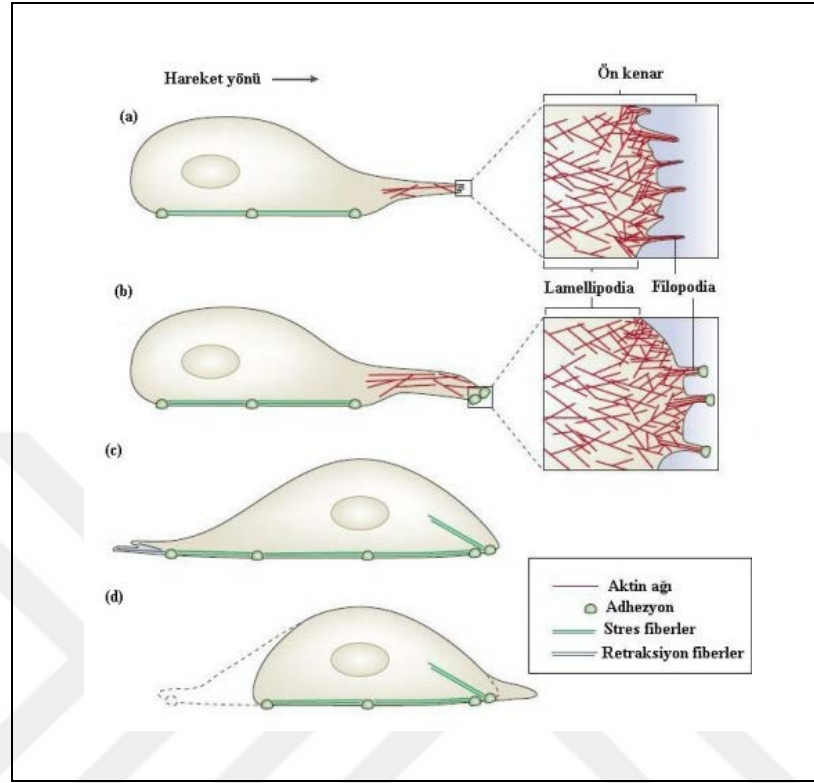 Hareket yönü
Ön kenar
(a)
Lamellipodia
Filopodia
(b)
(c)
(d)
Aktin ağı
Adhezyon
Stres fiberler
Retraksiyon fiberler